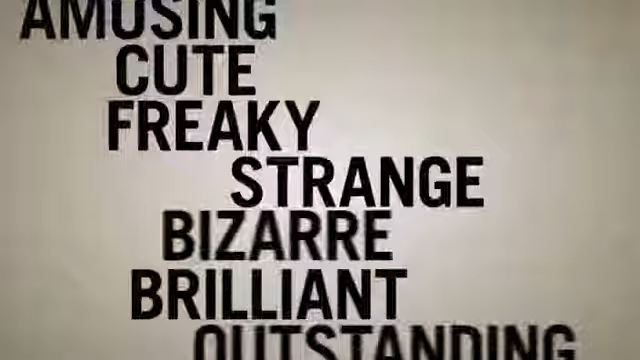 AMUSING
CUTE
FREAKY
STRANGE
BIZARRE
BRILLIANT
OUTSTANDING